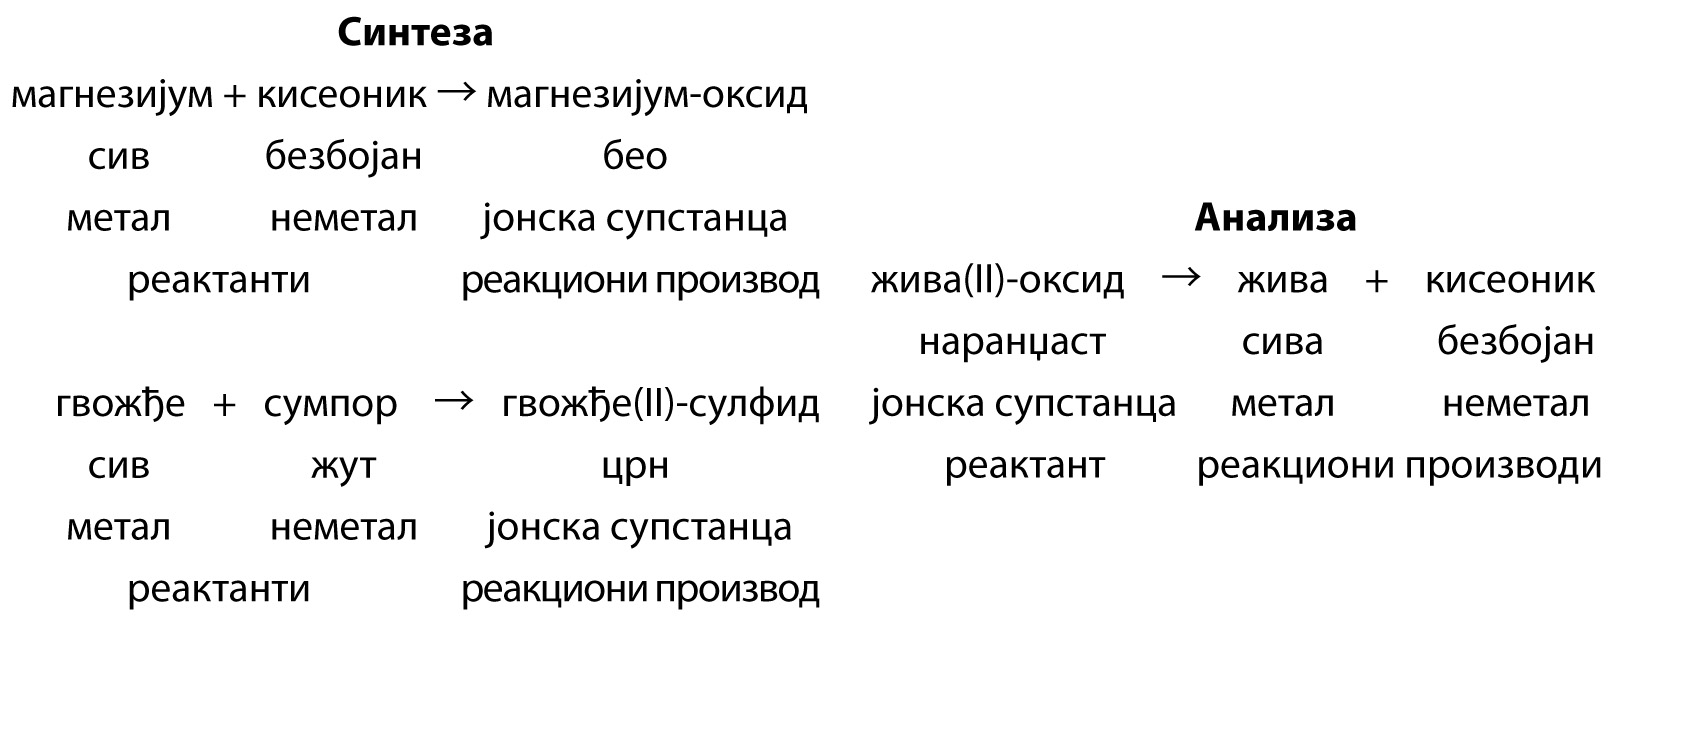 Синтеза
магнезијум + кисеоник → магнезијум-оксид
сив безбојан бео
метал неметал јонска супстанца
реактанти реакциони производ
гвожђе + сумпор → гвожђе(II)-сулфид
сив жут црн
метал неметал јонска супстанца
реактанти реакциони производ
Анализа
жива(II)-оксид → жива + кисеоник
наранџаст сива безбојан
јонска супстанца метал неметал
реактант реакциони производи